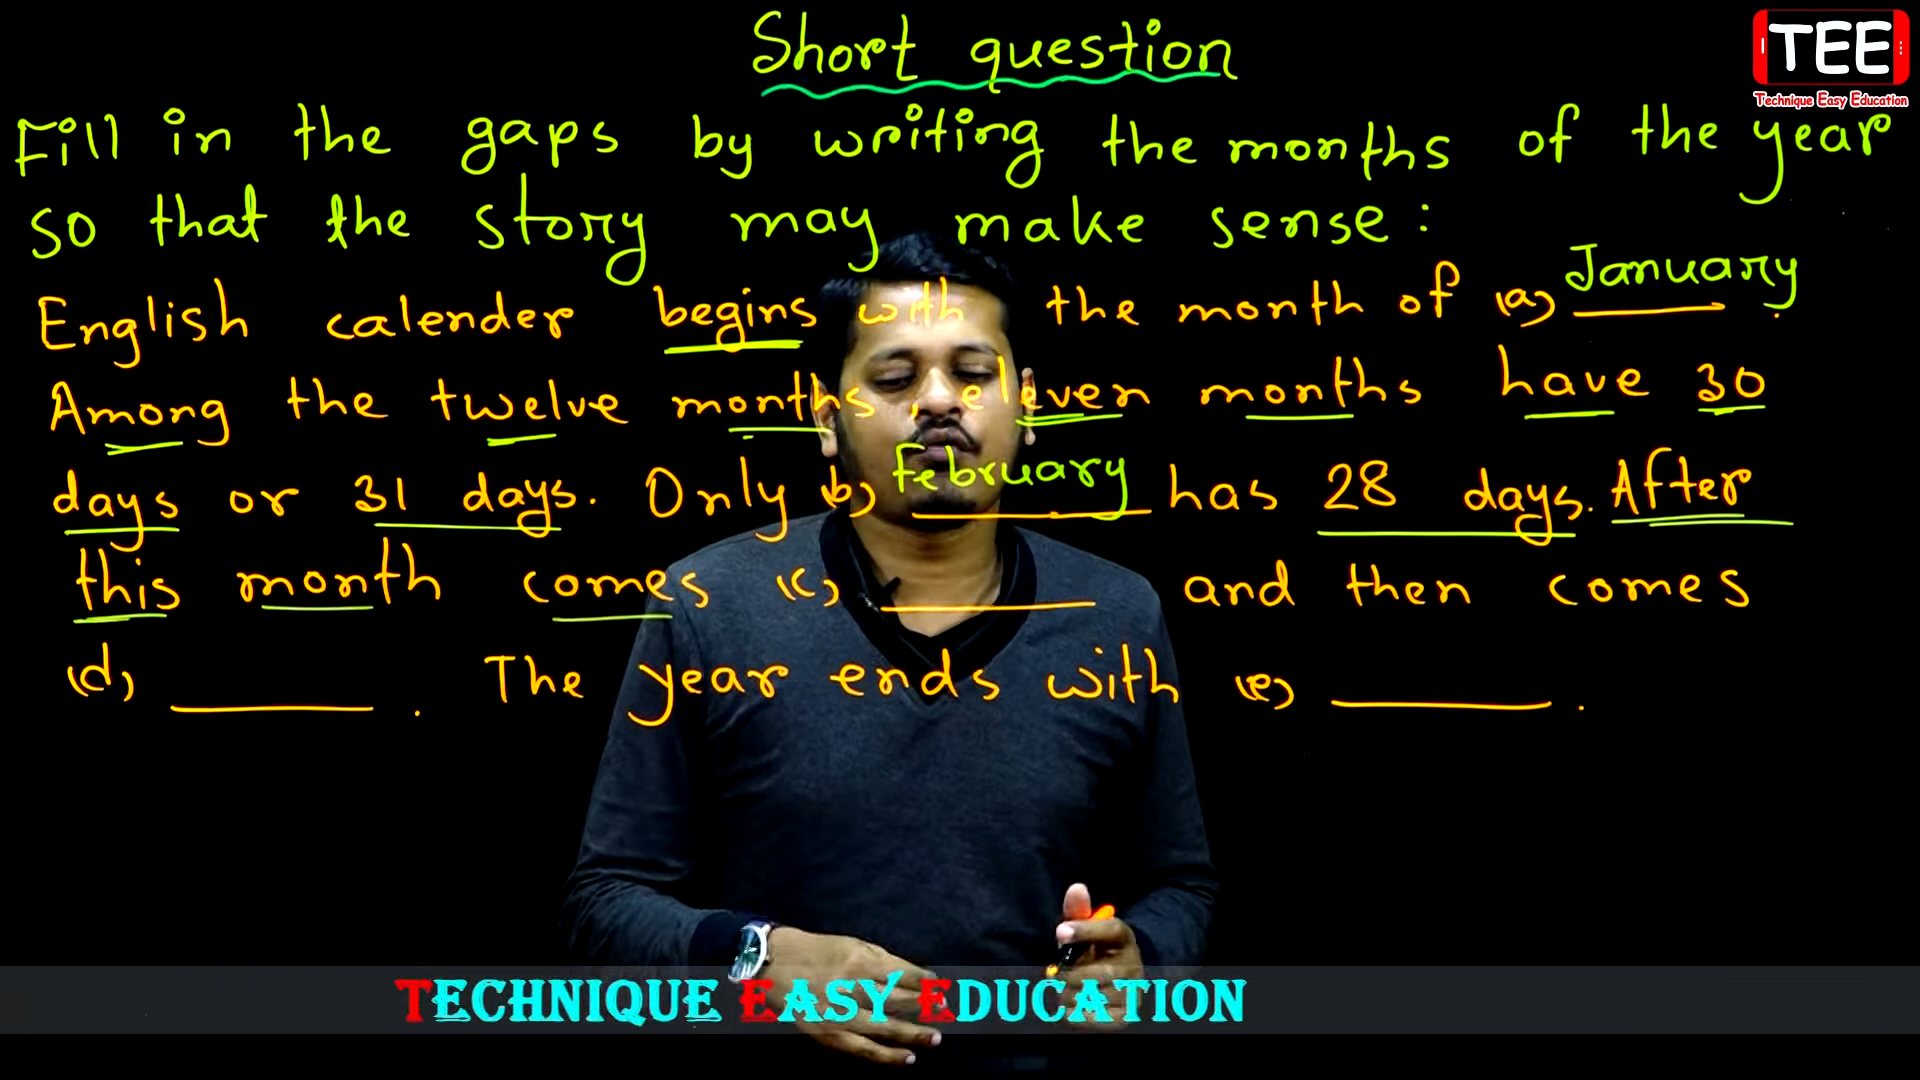 Short question
TEE
Technique Easy Education
Fill in the gaps by writing the months of the year
so that the story may make sense:
English calender begins with the month of (a) January.
Among the twelve months, eleven months have 30
days or 31 days. Only (b) February has 28 days. After
this month comes (c) ________ and then comes
(d) ________. The year ends with (e) ________.
TECHNIQUE EASY EDUCATION